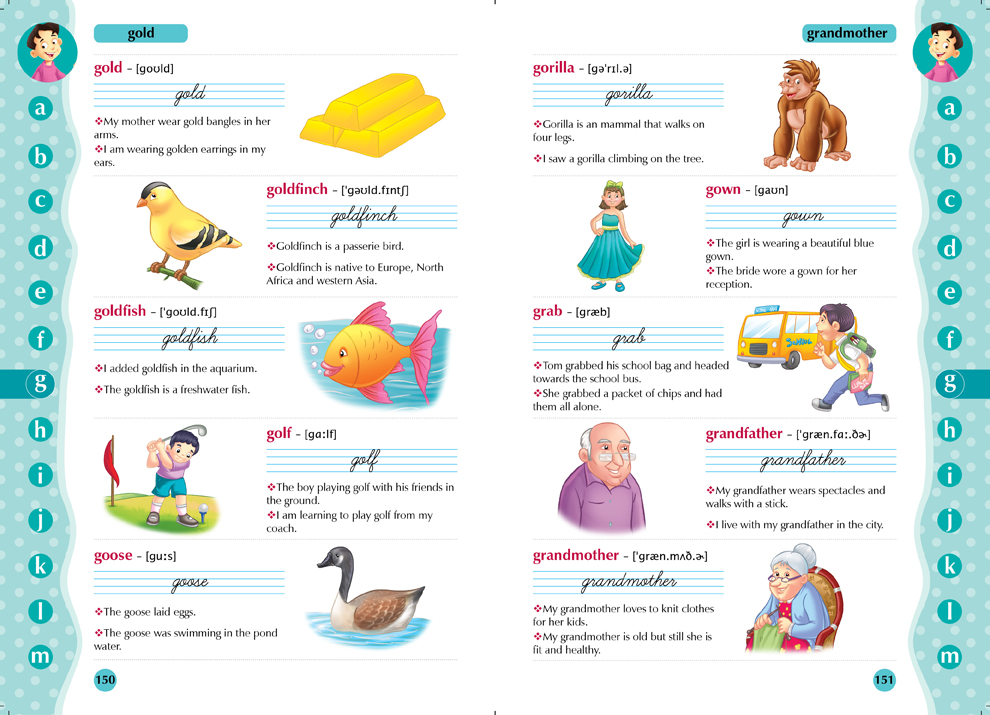 gold
gold – [goʊld]
gold
❖My mother wear gold bangles in her
arms.
❖I am wearing golden earrings in my
ears.
goldfinch – [ˈgəʊld.fɪntʃ]
goldfinch
❖Goldfinch is a passerie bird.
❖Goldfinch is native to Europe, North
Africa and western Asia.
goldfish – [ˈgoʊld.fɪʃ]
goldfish
❖I added goldfish in the aquarium.
❖The goldfish is a freshwater fish.
golf – [gɑːlf]
golf
❖The boy playing golf with his friends in
the ground.
❖I am learning to play golf from my
coach.
goose – [guːs]
goose
❖The goose laid eggs.
❖The goose was swimming in the pond
water.
150
a
b
c
d
e
f
g
h
i
j
k
l
m
grandmother
gorilla – [gəˈrɪl.ə]
gorilla
❖Gorilla is an mammal that walks on
four legs.
❖I saw a gorilla climbing on the tree.
gown – [gaʊn]
gown
❖The girl is wearing a beautiful blue
gown.
❖The bride wore a gown for her
reception.
grab – [græb]
grab
❖Tom grabbed his school bag and headed
towards the school bus.
❖She grabbed a packet of chips and had
them all alone.
grandfather – [ˈgræn.fɑː.ðɚ]
grandfather
❖My grandfather wears spectacles and
walks with a stick.
❖I live with my grandfather in the city.
grandmother – [ˈgræn.mʌð.ɚ]
grandmother
❖My grandmother loves to knit clothes
for her kids.
❖My grandmother is old but still she is
fit and healthy.
151
a
b
c
d
e
f
g
h
i
j
k
l
m